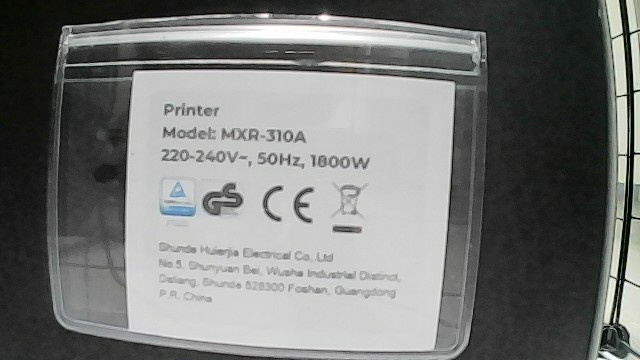 Printer
Model: MXR-310A
220-240V~, 50Hz, 1800W
GS CE
Shunde Huierjia Electrical Co, Ltd
No.5, Shunyuan Bei, Wusha Industrial District,
Daliang, Shunde 528300 Foshan, Guangdong
P.R. China